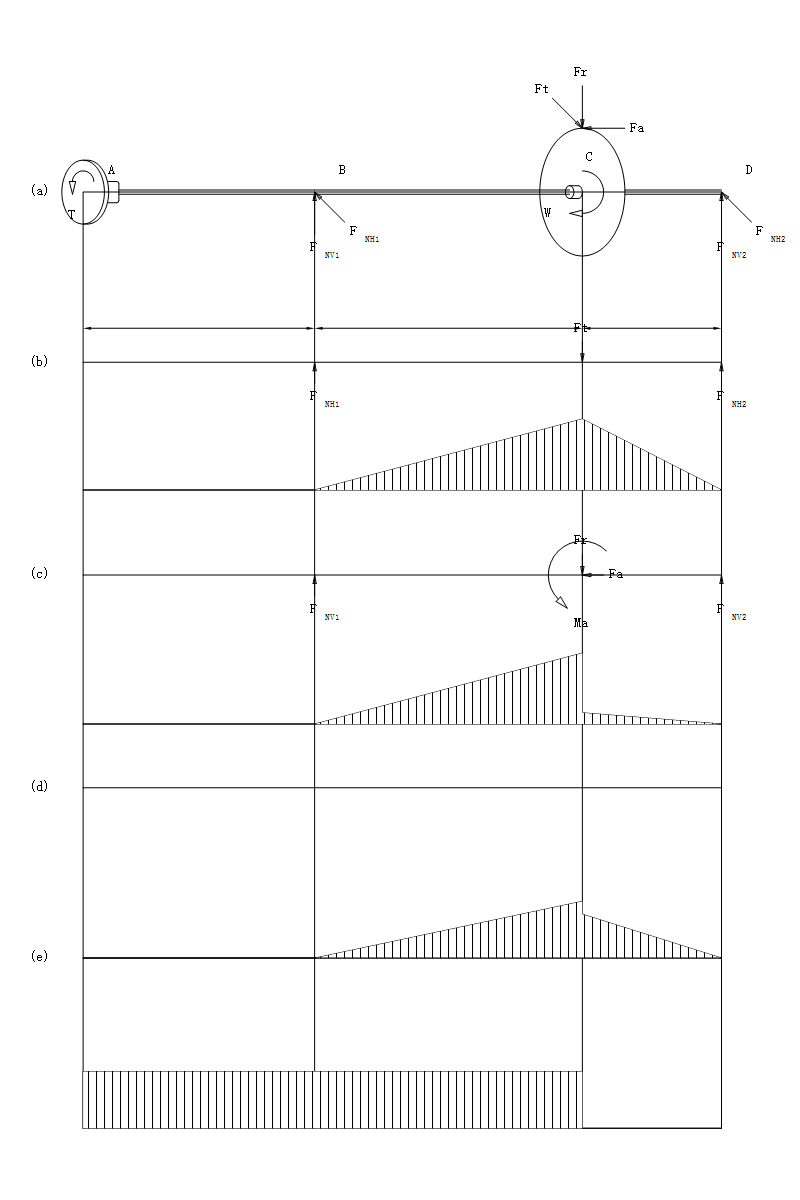 Fr
Ft
Fa
C
A
B
D
(a)
T
W
F NH1
F NH2
F NV1
F NV2
Ft
(b)
F NH1
F NH2
Fr
(c)
Fa
F NV1
F NV2
Ma
(d)
(e)